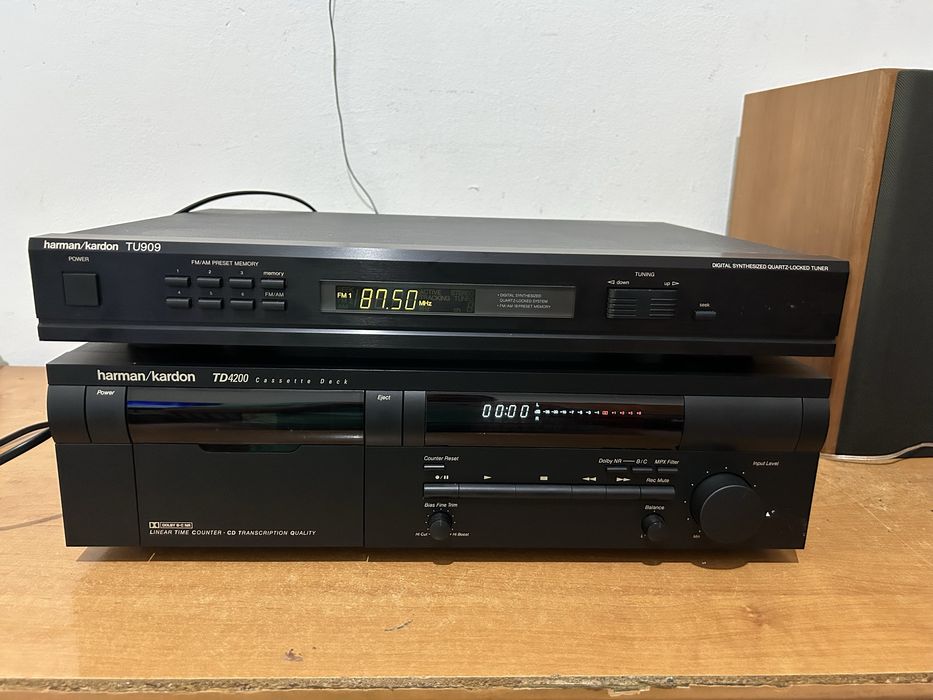 harman/kardon TU909
DIGITAL SYNTHESIZED QUARTZ-LOCKED TUNER
POWER
FM/AM PRESET MEMORY
1 2 3 memory
4 5 6 FM/AM
FM 1 87.50 MHz
ACTIVE
TRACKING
• DIGITAL SYNTHESIZED
QUARTZ-LOCKED SYSTEM
• FM/AM 18 PRESET MEMORY
TUNING
down up
seek
harman/kardon TD4200 Cassette Deck
Power
Eject
00:00
L
R
Counter Reset
Dolby NR B/C MPX Filter
Input Level
Rec Mute
Bias Fine Trim
Balance
Hi Cut Hi Boost
L
Min
DOLBY B-C NR
LINEAR TIME COUNTER · CD TRANSCRIPTION QUALITY